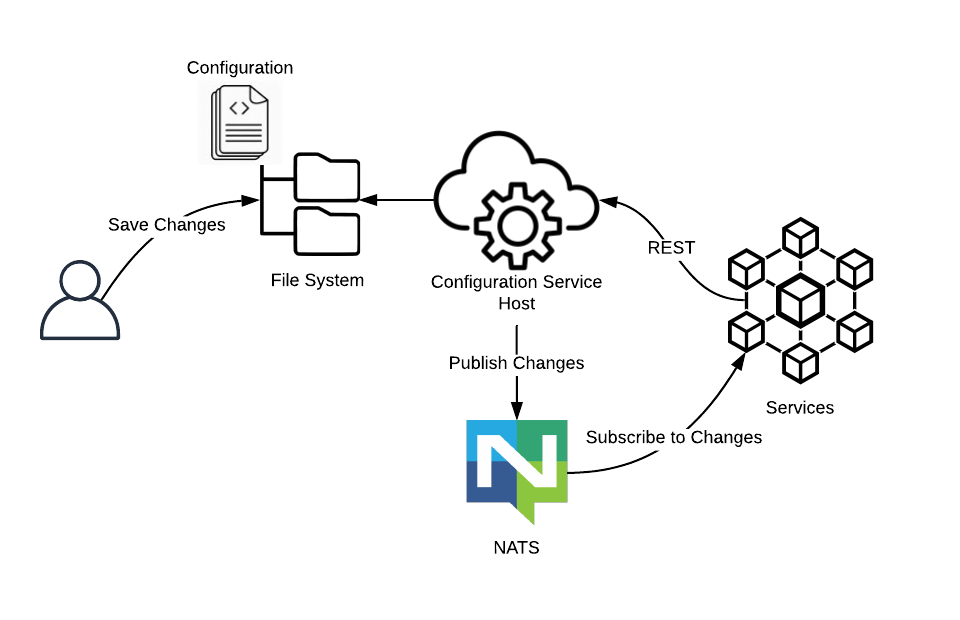 Configuration
Save Changes
File System
Configuration Service
Host
REST
Publish Changes
Services
Subscribe to Changes
N
NATS